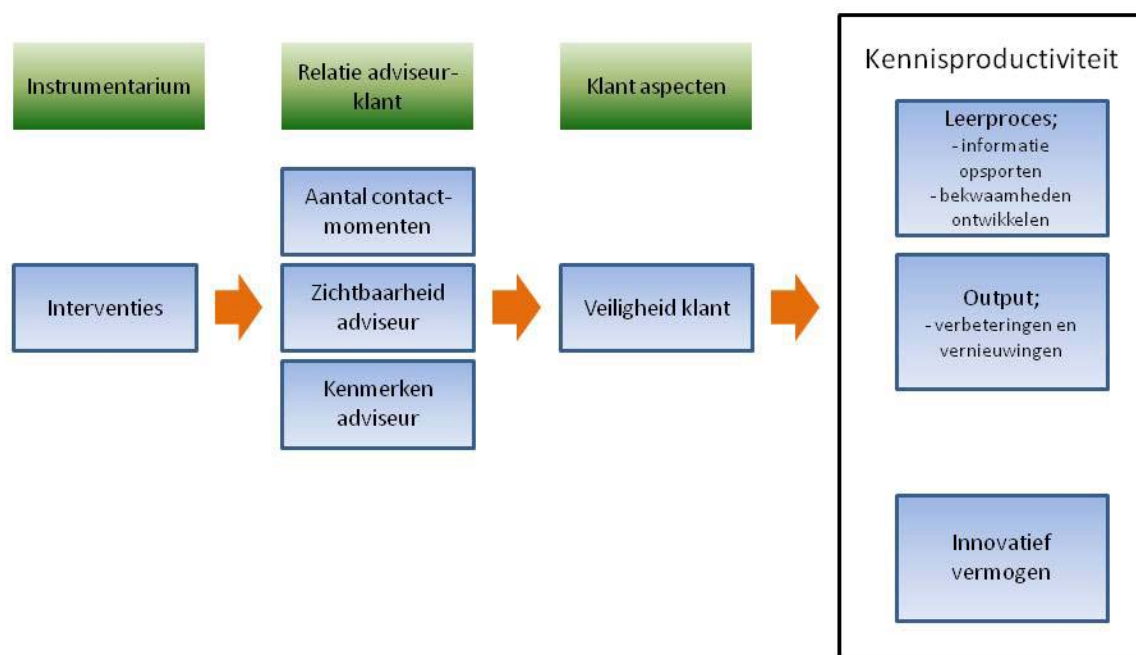 Instrumentarium
Relatie adviseur-
klant
Klant aspecten
Aantal contact-
momenten
Interventies
Zichtbaarheid
adviseur
Veiligheid klant
Kenmerken
adviseur
Kennisproductiviteit
Leerproces;
- informatie
opsporten
- bekwaamheden
ontwikkelen
Output;
- verbeteringen en
vernieuwingen
Innovatief
vermogen